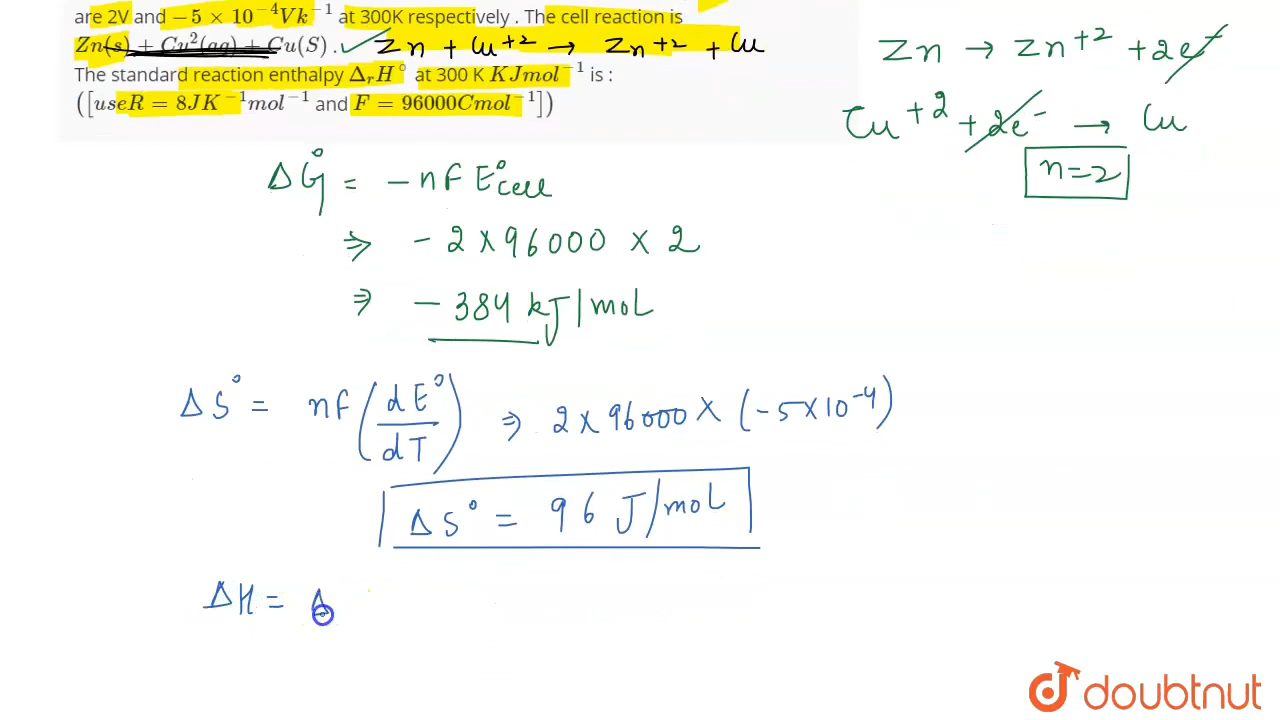 are 2V and −5 × 10⁻⁴Vk⁻¹ at 300K respectively . The cell reaction is
Zn(s) + Cu²(aq) + Cu(S) . ✓ Zn + Cu⁺² → Zn⁺² + Cu
The standard reaction enthalpy ΔᵣH° at 300 K KJmol⁻¹ is :
([useR = 8JK⁻¹mol⁻¹ and F = 96000Cmol⁻¹])
Zn → Zn⁺² + 2e⁻
Cu⁺² + 2e⁻ → Cu
n=2
ΔG° = −nF E°cell
⇒ −2 × 96000 × 2
⇒ −384 kJ/mol
ΔS° = nF (dE°/dT) ⇒ 2 × 96000 × (−5×10⁻⁴)
ΔS° = 96 J/mol
ΔH = Δ
doubtnut